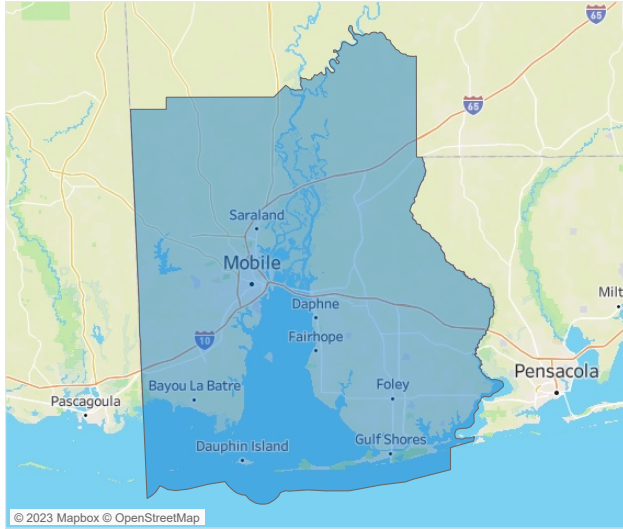 65
65
Saraland
Mobile
Daphne
Milt
Fairhope
10
Pensacola
Bayou La Batre
Foley
Pascagoula
Gulf Shores
Dauphin Island
© 2023 Mapbox © OpenStreetMap